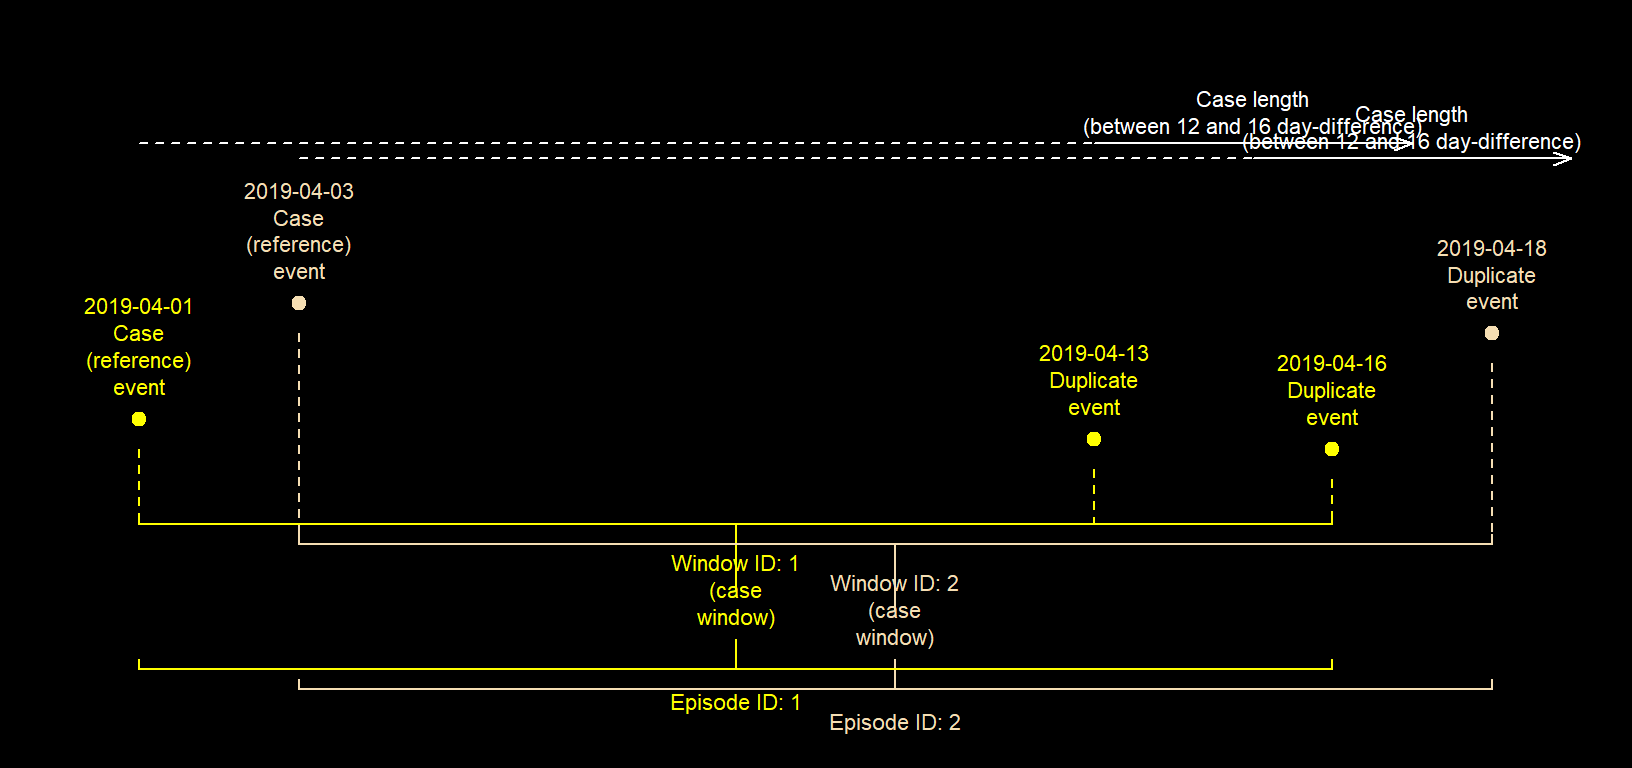 Case length
(between 12 and 16 day-difference)
Case length
(between 12 and 16 day-difference)
2019-04-03
Case
(reference)
event
2019-04-18
Duplicate
event
2019-04-01
Case
(reference)
event
2019-04-13
Duplicate
event
2019-04-16
Duplicate
event
Window ID: 1
(case
window)
Window ID: 2
(case
window)
Episode ID: 1
Episode ID: 2